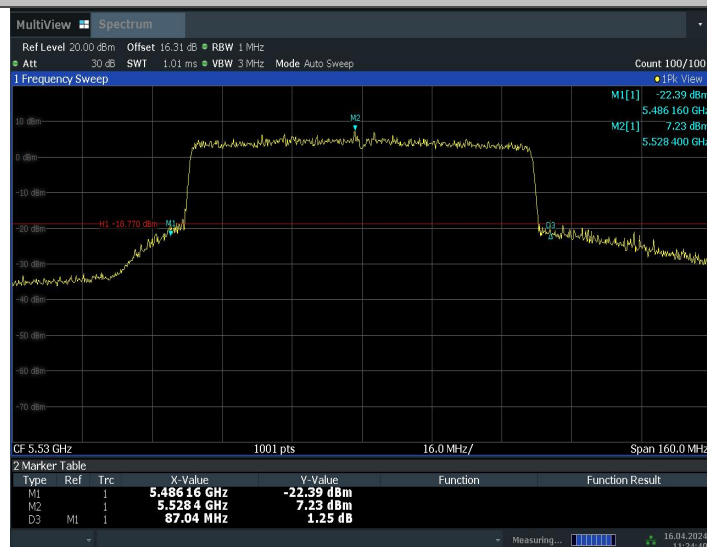 MultiView Spectrum
Ref Level 20.00 dBm Offset 16.31 dB RBW 1 MHz
Att 30 dB SWT 1.01 ms VBW 3 MHz Mode Auto Sweep Count 100/100
1 Frequency Sweep 1Pk View
M1[1] -22.39 dBm
5.486 160 GHz
M2[1] 7.23 dBm
5.528 400 GHz
M2
10 dBm
0 dBm
-10 dBm
H1 -18.770 dBm M1
D3
-20 dBm
-30 dBm
-40 dBm
-50 dBm
-60 dBm
-70 dBm
CF 5.53 GHz 1001 pts 16.0 MHz/ Span 160.0 MHz
2 Marker Table
Type Ref Trc X-Value Y-Value Function Function Result
M1 1 5.486 16 GHz -22.39 dBm
M2 1 5.528 4 GHz 7.23 dBm
D3 M1 1 87.04 MHz 1.25 dB
Measuring... 16.04.2024
11:24:49